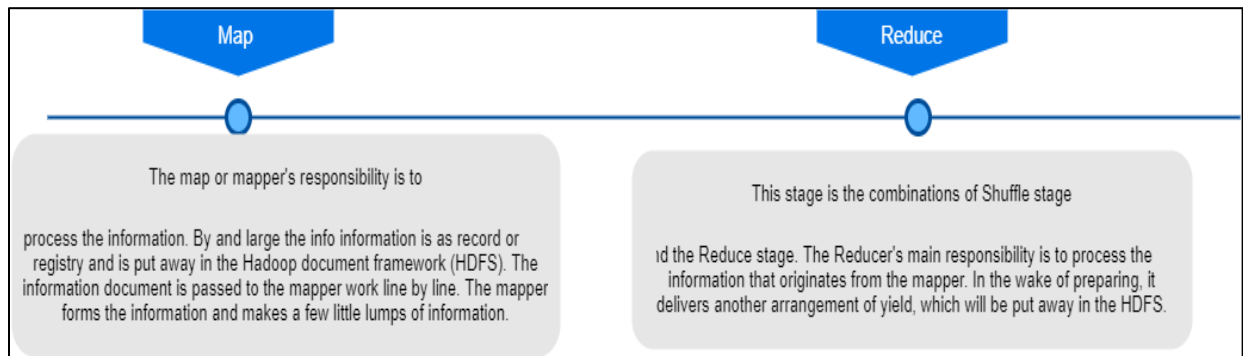 Map
Reduce
The map or mapper's responsibility is to
process the information. By and large the info information is as record or
registry and is put away in the Hadoop document framework (HDFS). The
information document is passed to the mapper work line by line. The mapper
forms the information and makes a few little lumps of information.
This stage is the combinations of Shuffle stage
the Reduce stage. The Reducer's main responsibility is to process the
information that originates from the mapper. In the wake of preparing, it
delivers another arrangement of yield, which will be put away in the HDFS.